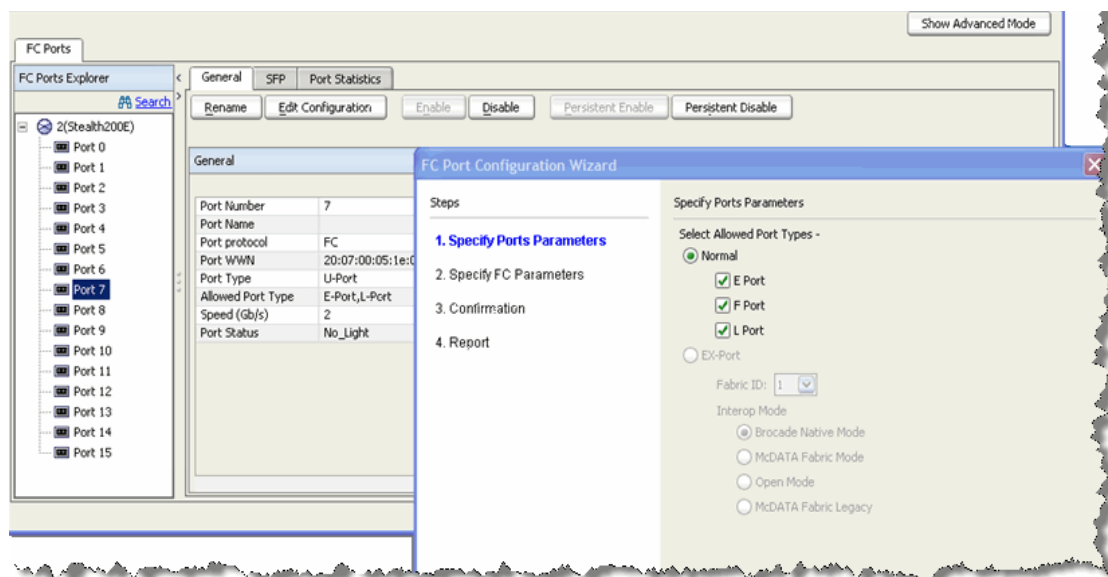 Show Advanced Mode
FC Ports
FC Ports Explorer
Search
2(Stealth200E)
Port 0
Port 1
Port 2
Port 3
Port 4
Port 5
Port 6
Port 7
Port 8
Port 9
Port 10
Port 11
Port 12
Port 13
Port 14
Port 15
General SFP Port Statistics
Rename Edit Configuration Enable Disable Persistent Enable Persistent Disable
General
Port Number 7
Port Name
Port protocol FC
Port WWN 20:07:00:05:1e:0
Port Type U-Port
Allowed Port Type E-Port,L-Port
Speed (Gb/s) 2
Port Status No_Light
FC Port Configuration Wizard
Steps
1. Specify Ports Parameters
2. Specify FC Parameters
3. Confirmation
4. Report
Specify Ports Parameters
Select Allowed Port Types -
Normal
E Port
F Port
L Port
EX-Port
Fabric ID: 1
Interop Mode
Brocade Native Mode
McDATA Fabric Mode
Open Mode
McDATA Fabric Legacy